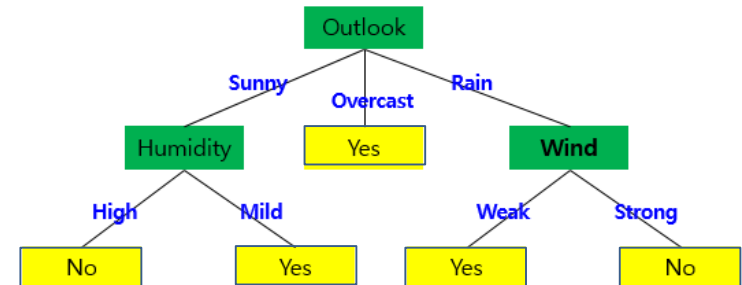 Outlook
Sunny
Overcast
Rain
Humidity
Yes
Wind
High
Mild
Weak
Strong
No
Yes
Yes
No